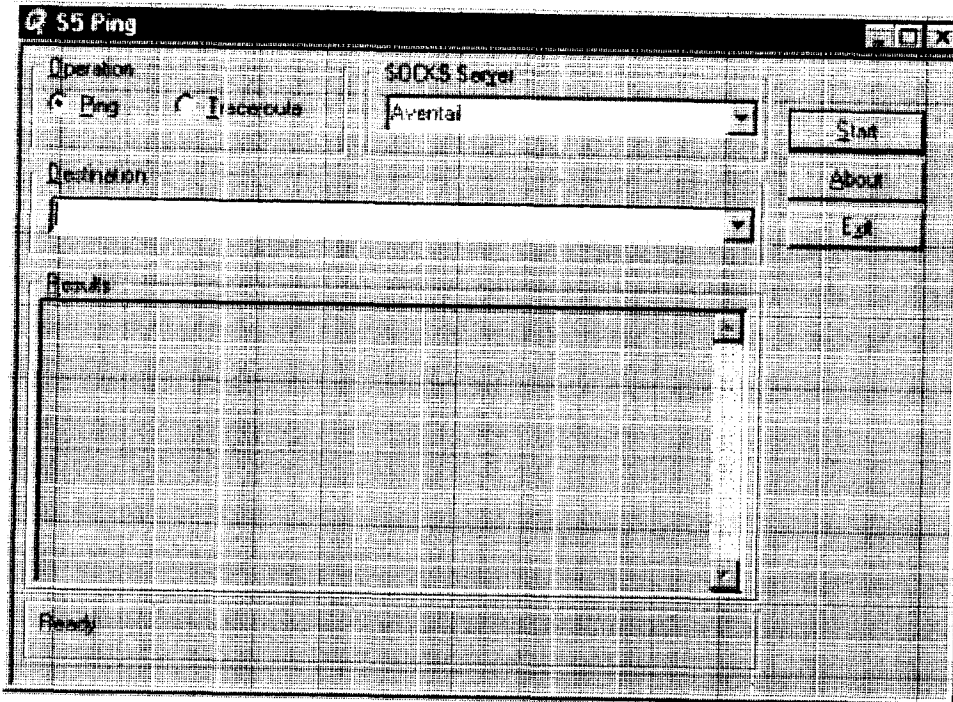 S5 Ping
Operation
Ping
Traceroute
SOCKS Server
Aventail
Start
About
Exit
Destination
Results
Ready